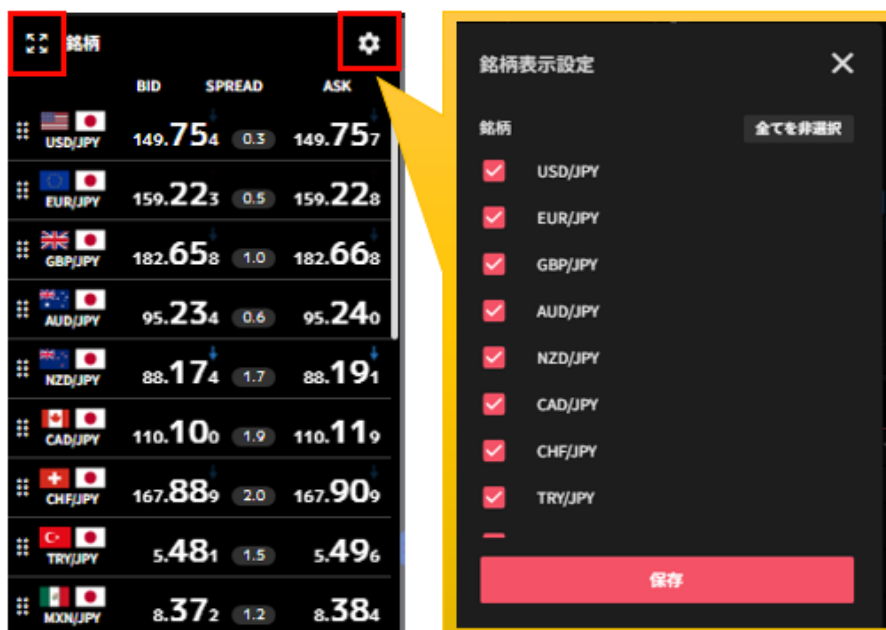 銘柄
BID SPREAD ASK
USD/JPY 149.754 0.3 149.757
EUR/JPY 159.223 0.5 159.228
GBP/JPY 182.658 1.0 182.668
AUD/JPY 95.234 0.6 95.240
NZD/JPY 88.174 1.7 88.191
CAD/JPY 110.100 1.9 110.119
CHF/JPY 167.889 2.0 167.909
TRY/JPY 5.481 1.5 5.496
MXN/JPY 8.372 1.2 8.384
銘柄表示設定
銘柄 全てを非選択
USD/JPY
EUR/JPY
GBP/JPY
AUD/JPY
NZD/JPY
CAD/JPY
CHF/JPY
TRY/JPY
保存